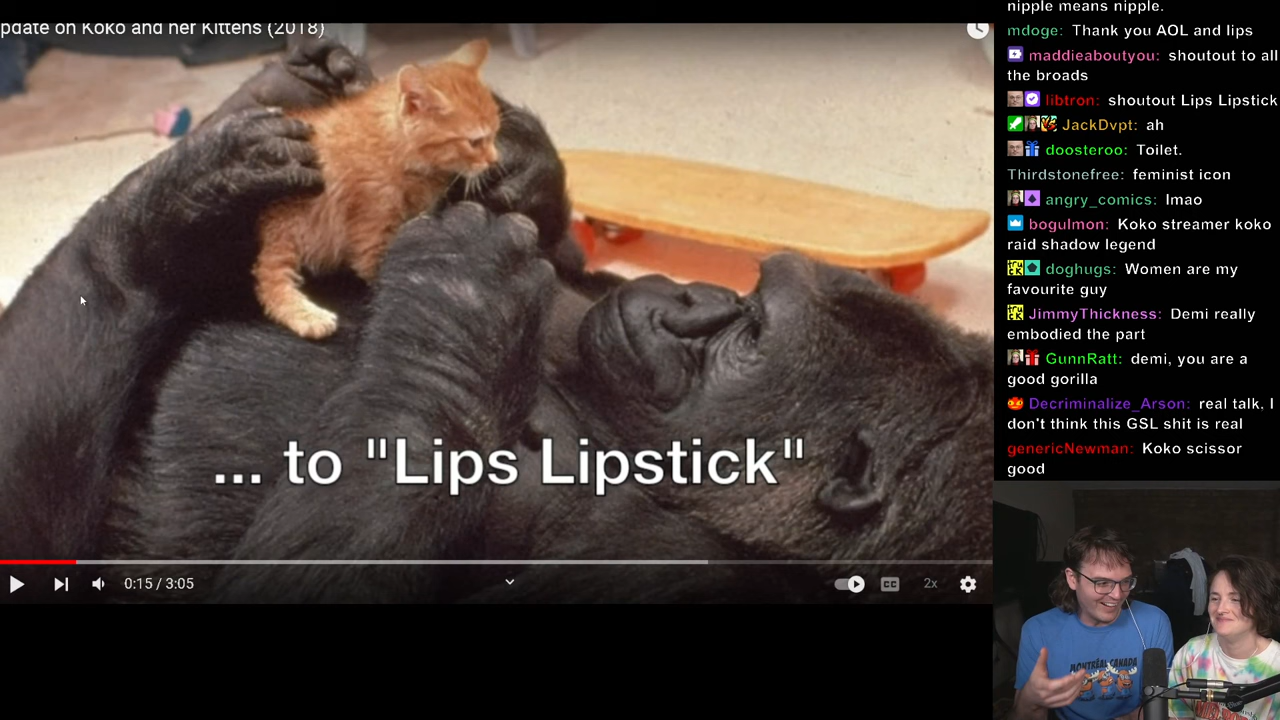 pdate on Koko and her Kittens (2018)
... to "Lips Lipstick"
0:15 / 3:05
CC
2x
nipple means nipple.
mdoge: Thank you AOL and lips
maddieaboutyou: shoutout to all
the broads
libtron: shoutout Lips Lipstick
JackDvpt: ah
doosteroo: Toilet.
Thirdstonefree: feminist icon
angry_comics: lmao
bogulmon: Koko streamer koko
raid shadow legend
doghugs: Women are my
favourite guy
JimmyThickness: Demi really
embodied the part
GunnRatt: demi, you are a
good gorilla
Decriminalize_Arson: real talk, I
don't think this GSL shit is real
genericNewman: Koko scissor
good
MONTRÉAL CANADA